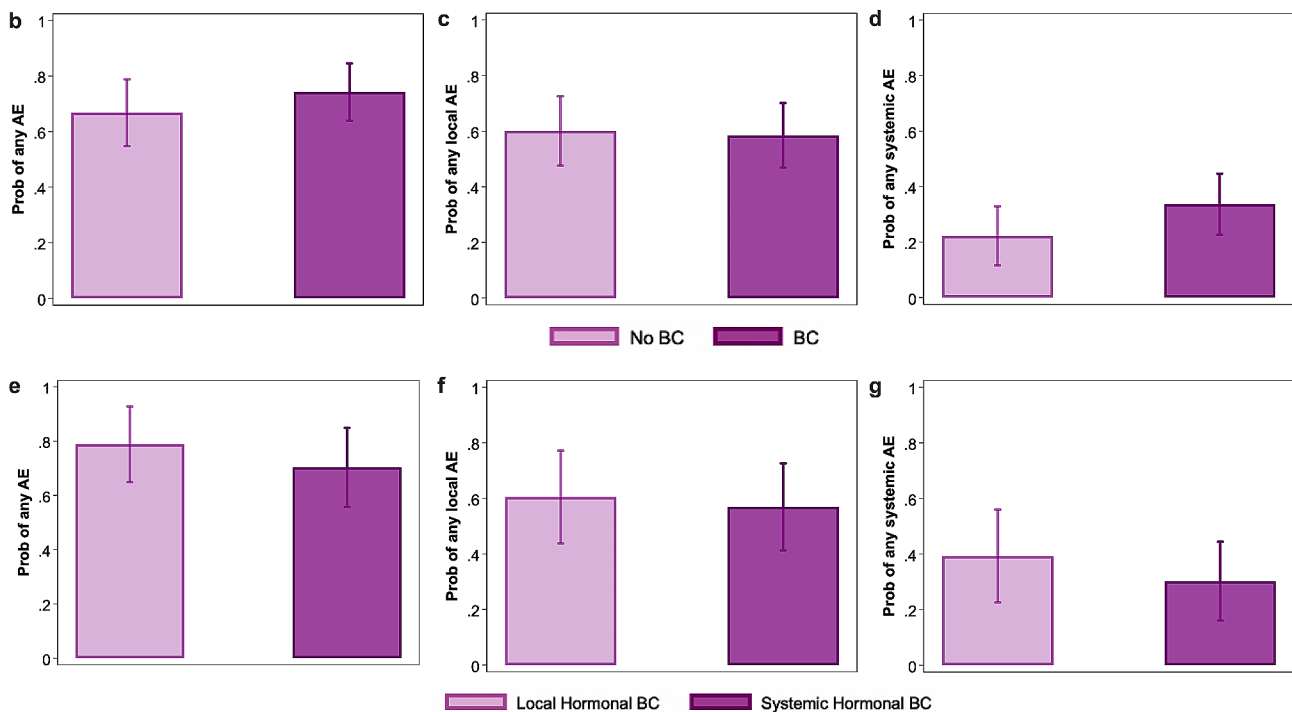 b
1
.8
.6
.4
.2
0
Prob of any AE
c
1
.8
.6
.4
.2
0
Prob of any local AE
d
1
.8
.6
.4
.2
0
Prob of any systemic AE
No BC
BC
e
1
.8
.6
.4
.2
0
Prob of any AE
f
1
.8
.6
.4
.2
0
Prob of any local AE
g
1
.8
.6
.4
.2
0
Prob of any systemic AE
Local Hormonal BC
Systemic Hormonal BC